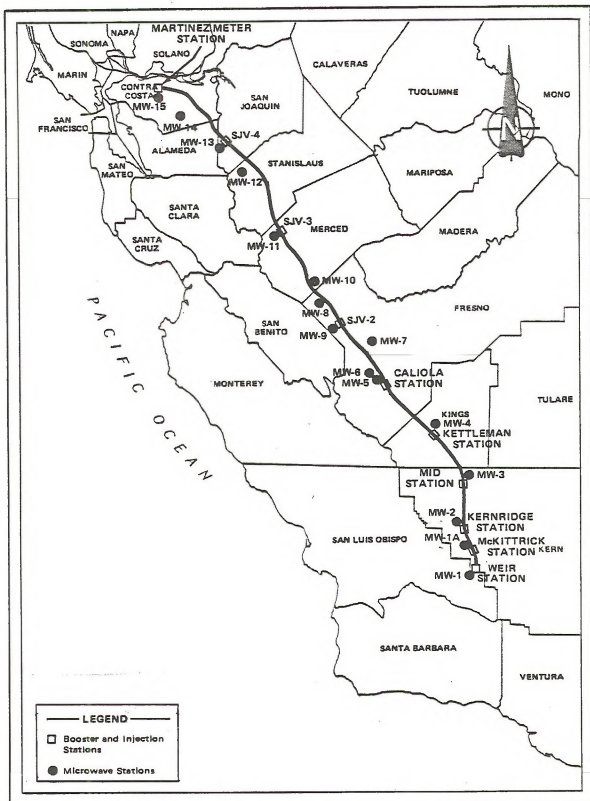 MARTINEZ METER
STATION
NAPA
SONOMA
SOLANO
MARIN
CONTRA
COSTA
MW-15
SAN
JOAQUIN
CALAVERAS
TUOLUMNE
MONO
N
SAN
FRANCISCO
MW-14
SJV-4
MW-13
ALAMEDA
STANISLAUS
SAN
MATEO
MW-12
MARIPOSA
SANTA
CLARA
SJV-3
MERCED
MADERA
SANTA
CRUZ
MW-11
MW-10
FRESNO
MW-8
SJV-2
SAN
BENITO
MW-9
MW-7
PACIFIC OCEAN
MONTEREY
MW-6
MW-5
CALIOLA
STATION
TULARE
KINGS
MW-4
KETTLEMAN
STATION
MID
STATION
MW-3
MW-2
KERNRIDGE
STATION
SAN LUIS OBISPO
MW-1A
McKITTRICK
STATION
KERN
MW-1
WEIR
STATION
SANTA BARBARA
VENTURA
LEGEND
Booster and Injection
Stations
Microwave Stations